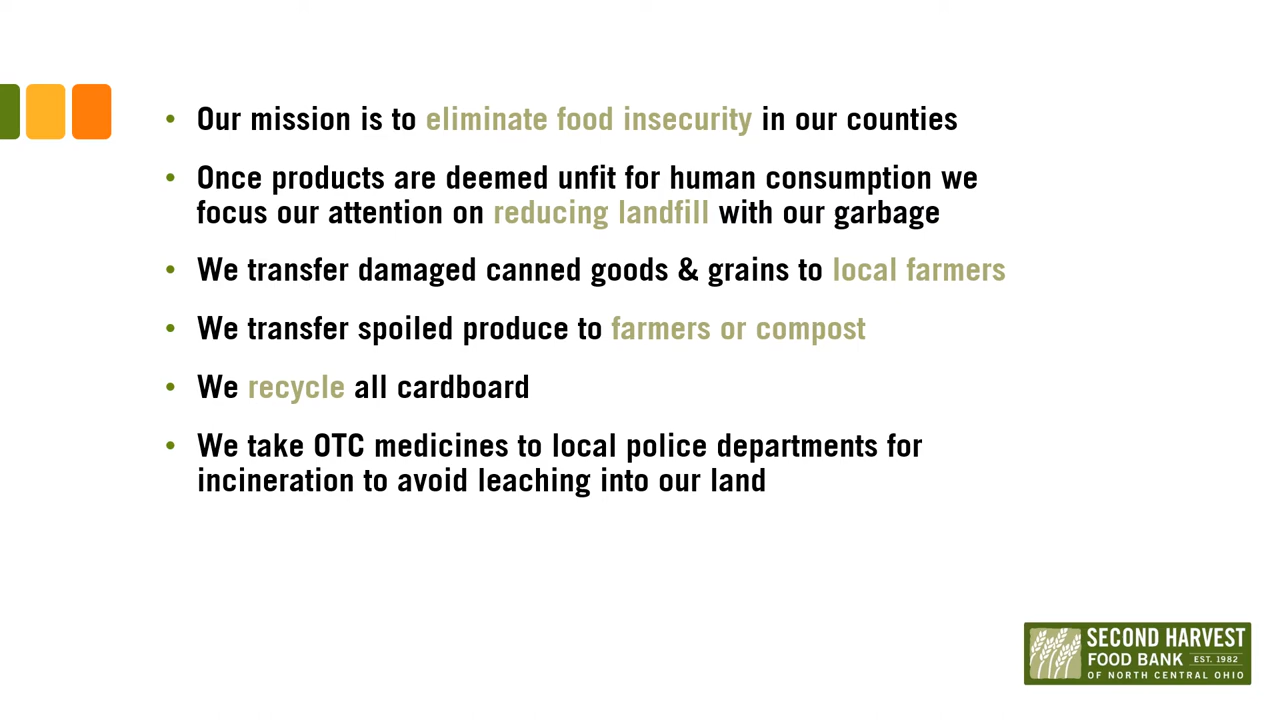 • Our mission is to eliminate food insecurity in our counties
• Once products are deemed unfit for human consumption we
focus our attention on reducing landfill with our garbage
• We transfer damaged canned goods & grains to local farmers
• We transfer spoiled produce to farmers or compost
• We recycle all cardboard
• We take OTC medicines to local police departments for
incineration to avoid leaching into our land
SECOND HARVEST
FOOD BANK EST. 1982
OF NORTH CENTRAL OHIO